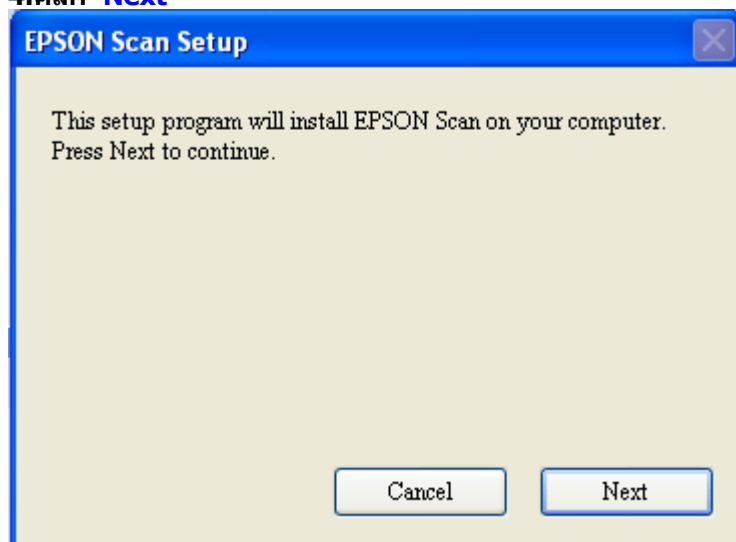 Next
EPSON Scan Setup
This setup program will install EPSON Scan on your computer.
Press Next to continue.
Cancel Next